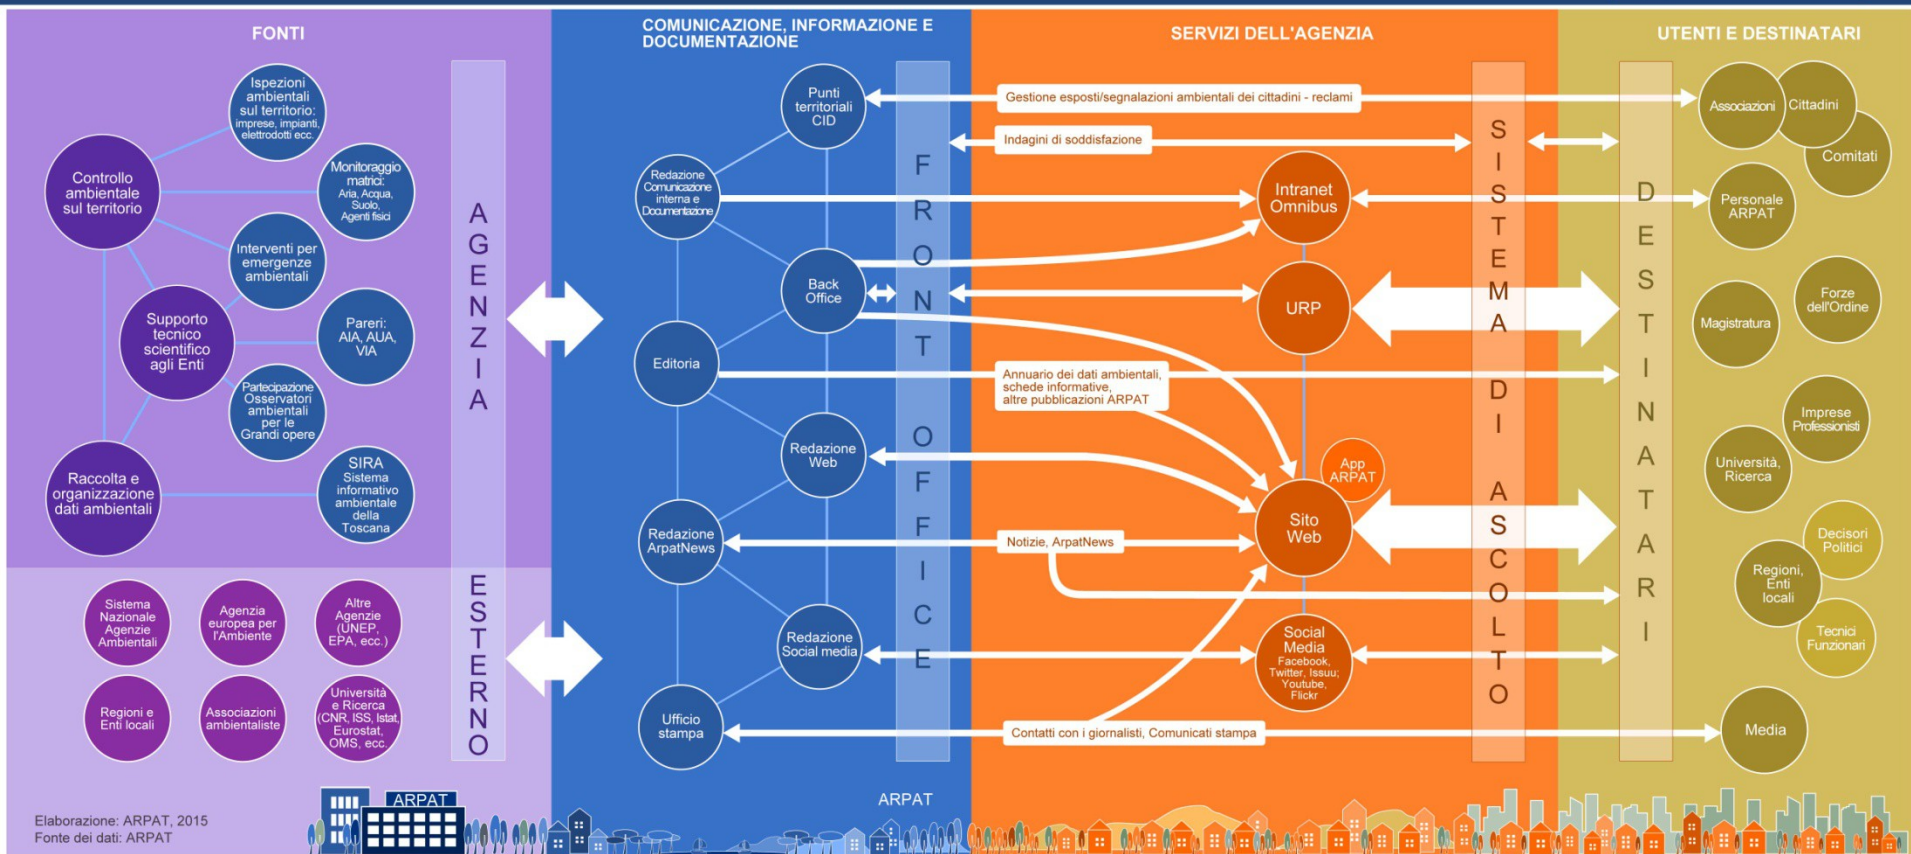 FONTI
Ispezioni
ambientali
sul territorio:
imprese, impianti,
elettrodotti ecc.
Controllo
ambientale
sul territorio
Monitoraggio
matrici:
Aria, Acqua,
Suolo,
Agenti fisici
Interventi per
emergenze
ambientali
Supporto
tecnico
scientifico
agli Enti
Pareri:
AIA, AUA,
VIA
Partecipazione
Osservatori
ambientali
per le
Grandi opere
Raccolta e
organizzazione
dati ambientali
SIRA
Sistema
informativo
ambientale
della
Toscana
AGENZIA
Sistema
Nazionale
Agenzie
Ambientali
Agenzia
europea per
l'Ambiente
Altre
Agenzie
(UNEP,
EPA, ecc.)
Regioni e
Enti locali
Associazioni
ambientaliste
Università
e Ricerca
(CNR, ISS, Istat,
Eurostat,
OMS, ecc.
ESTERNO
Elaborazione: ARPAT, 2015
Fonte dei dati: ARPAT
ARPAT
COMUNICAZIONE, INFORMAZIONE E
DOCUMENTAZIONE
Punti
territoriali
CID
Redazione
Comunicazione
interna e
Documentazione
Back
Office
Editoria
Redazione
Web
Redazione
ArpatNews
Redazione
Social media
Ufficio
stampa
FRONT OFFICE
ARPAT
SERVIZI DELL'AGENZIA
Gestione esposti/segnalazioni ambientali dei cittadini - reclami
Indagini di soddisfazione
Intranet
Omnibus
URP
Annuario dei dati ambientali,
schede informative,
altre pubblicazioni ARPAT
App
ARPAT
Sito
Web
Notizie, ArpatNews
Social
Media
Facebook,
Twitter, Issuu;
Youtube,
Flickr
Contatti con i giornalisti, Comunicati stampa
SISTEMA DI ASCOLTO
UTENTI E DESTINATARI
DESTINATARI
Associazioni
Cittadini
Comitati
Personale
ARPAT
Forze
dell'Ordine
Magistratura
Imprese
Professionisti
Università,
Ricerca
Decisori
Politici
Regioni,
Enti
locali
Tecnici
Funzionari
Media